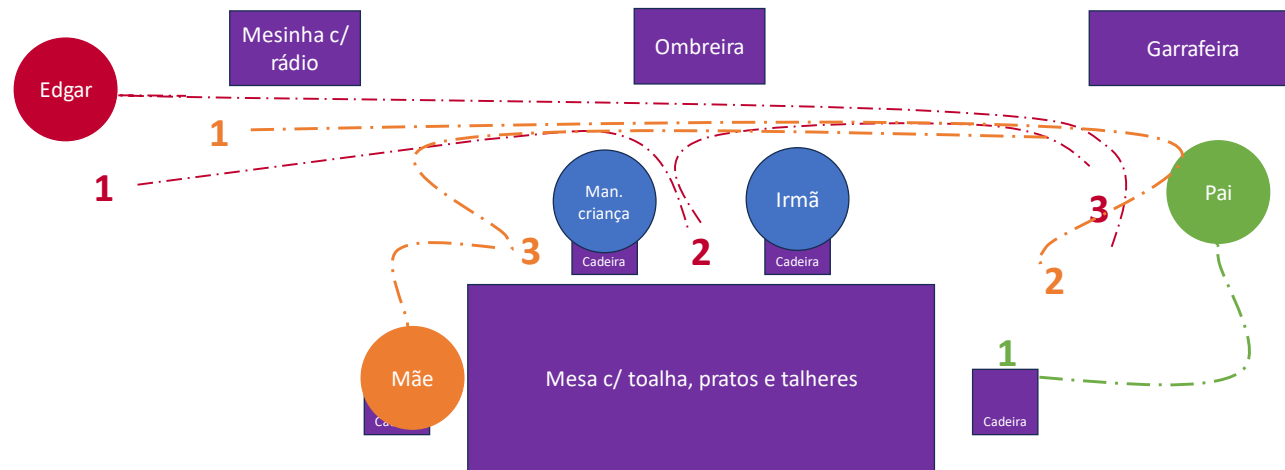 Mesinha c/
rádio
Ombreira
Garrafeira
Edgar
1
1
Man.
criança
Irmã
3
Pai
3
2
2
Cadeira
Cadeira
1
Mãe
Mesa c/ toalha, pratos e talheres
Cadeira